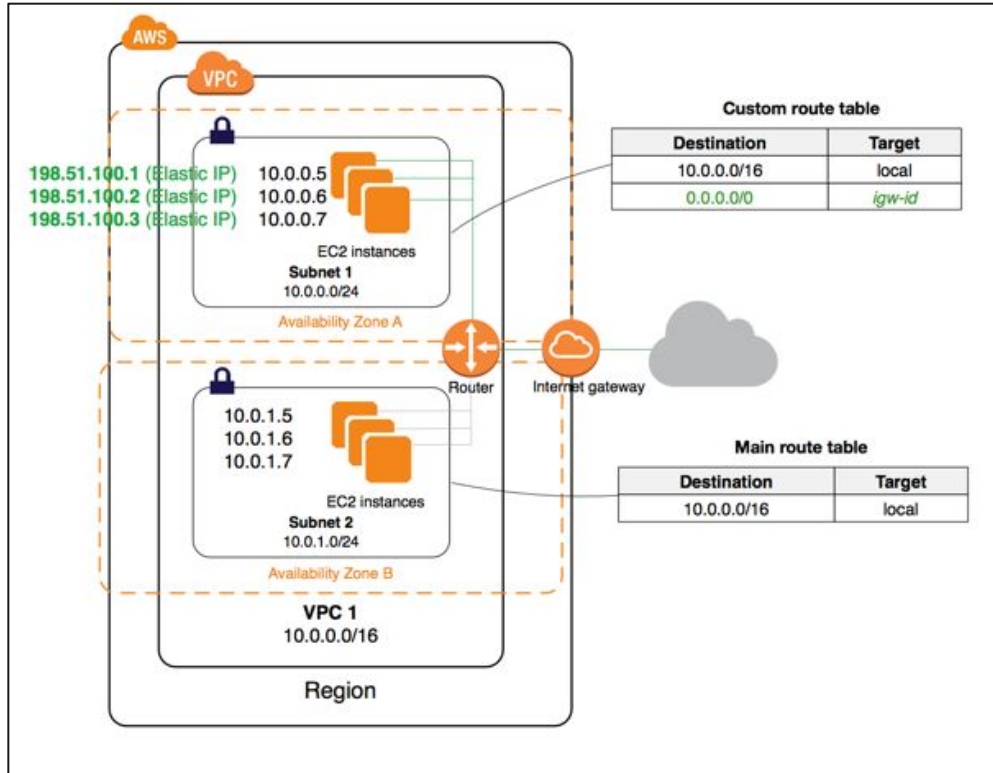 AWS
VPC
198.51.100.1 (Elastic IP)
198.51.100.2 (Elastic IP)
198.51.100.3 (Elastic IP)
10.0.0.5
10.0.0.6
10.0.0.7
EC2 instances
Subnet 1
10.0.0.0/24
Availability Zone A
Custom route table
Destination Target
10.0.0.0/16 local
0.0.0.0/0 igw-id
Router
Internet gateway
10.0.1.5
10.0.1.6
10.0.1.7
EC2 instances
Subnet 2
10.0.1.0/24
Availability Zone B
Main route table
Destination Target
10.0.0.0/16 local
VPC 1
10.0.0.0/16
Region